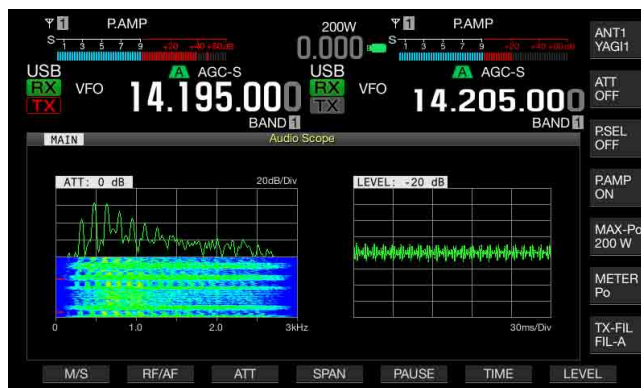 1 P.AMP 200W 1 P.AMP ANT1
YAGI1
S 1 3 5 7 9 +20 +40 +60dB 0.000 S 1 3 5 7 9 +20 +40 +60dB
USB A AGC-S USB A AGC-S ATT
OFF
RX VFO 14.195.000 RX VFO 14.205.000
TX TX
BAND 1 BAND 1 P.SEL
OFF
MAIN Audio Scope
ATT: 0 dB 20dB/Div LEVEL: -20 dB P.AMP
ON
MAX-Po
200 W
METER
Po
0 1.0 2.0 3kHz 30ms/Div TX-FIL
FIL-A
M/S RF/AF ATT SPAN PAUSE TIME LEVEL